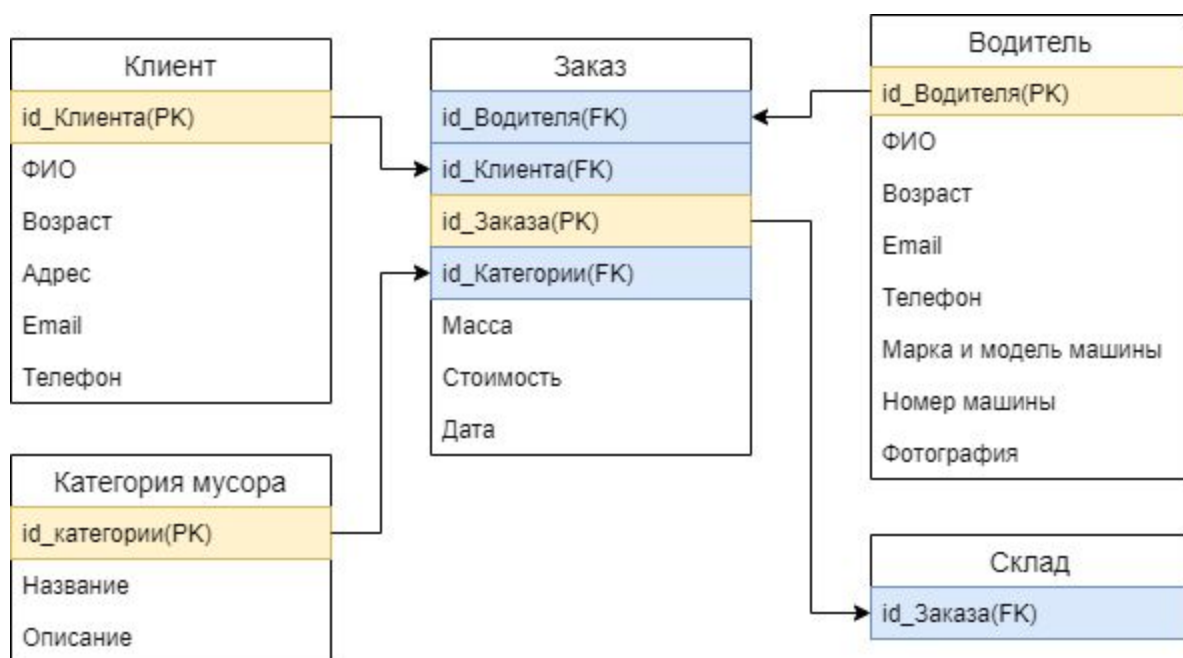 Клиент
id_Клиента(PK)
ФИО
Возраст
Адрес
Email
Телефон
Категория мусора
id_категории(PK)
Название
Описание
Заказ
id_Водителя(FK)
id_Клиента(FK)
id_Заказа(PK)
id_Категории(FK)
Масса
Стоимость
Дата
Водитель
id_Водителя(PK)
ФИО
Возраст
Email
Телефон
Марка и модель машины
Номер машины
Фотография
Склад
id_Заказа(FK)